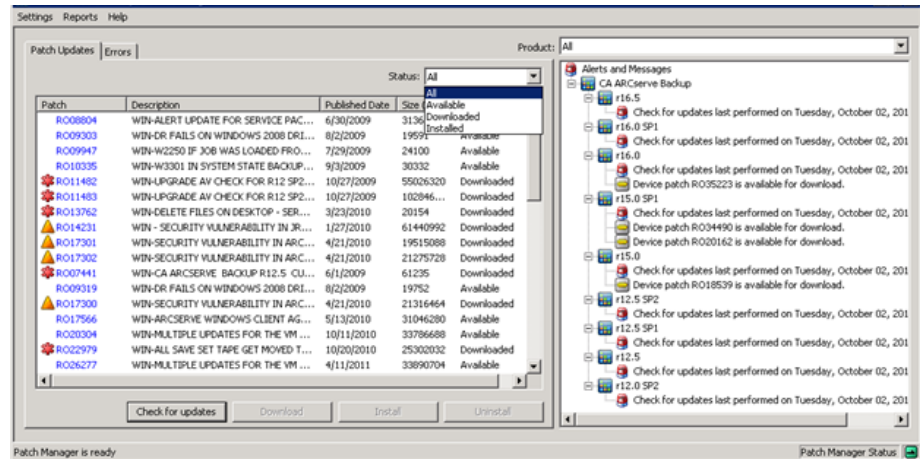 Settings Reports Help
Patch Updates Errors
Product: All
Status: All
All
Available
Downloaded
Installed
Patch Description Published Date Size
RO08804 WIN-ALERT UPDATE FOR SERVICE PAC... 6/30/2009 3136
RO09303 WIN-DR FAILS ON WINDOWS 2008 DRI... 8/2/2009 19591 Available
RO09947 WIN-W2250 IF JOB WAS LOADED FRO... 7/29/2009 24100 Available
RO10335 WIN-W3301 IN SYSTEM STATE BACKUP... 9/3/2009 30332 Available
RO11482 WIN-UPGRADE AV CHECK FOR R12 SP2... 10/27/2009 55026320 Downloaded
RO11483 WIN-UPGRADE AV CHECK FOR R12 SP2... 10/27/2009 102846... Downloaded
RO13762 WIN-DELETE FILES ON DESKTOP - SER... 3/23/2010 20154 Downloaded
RO14231 WIN - SECURITY VULNERABILITY IN JR... 1/27/2010 61440992 Downloaded
RO17301 WIN-SECURITY VULNERABILITY IN ARC... 4/21/2010 19515088 Downloaded
RO17302 WIN-SECURITY VULNERABILITY IN ARC... 4/21/2010 21275728 Downloaded
RO07441 WIN-CA ARCSERVE BACKUP R12.5 CU... 6/1/2009 61235 Downloaded
RO09319 WIN-DR FAILS ON WINDOWS 2008 DRI... 8/2/2009 19752 Available
RO17300 WIN-SECURITY VULNERABILITY IN ARC... 4/21/2010 21316464 Downloaded
RO17566 WIN-ARCSERVE WINDOWS CLIENT AG... 5/13/2010 31046280 Available
RO20304 WIN-MULTIPLE UPDATES FOR THE VM ... 10/11/2010 33786688 Available
RO22979 WIN-ALL SAVE SET TAPE GET MOVED T... 10/20/2010 25302032 Downloaded
RO26277 WIN-MULTIPLE UPDATES FOR THE VM ... 4/11/2011 33890704 Available
Check for updates Download Install Uninstall
Alerts and Messages
CA ARCserve Backup
r16.5
Check for updates last performed on Tuesday, October 02, 201
r16.0 SP1
Check for updates last performed on Tuesday, October 02, 201
r16.0
Check for updates last performed on Tuesday, October 02, 201
Device patch RO35223 is available for download.
r15.0 SP1
Check for updates last performed on Tuesday, October 02, 201
Device patch RO34490 is available for download.
Device patch RO20162 is available for download.
r15.0
Check for updates last performed on Tuesday, October 02, 201
Device patch RO18539 is available for download.
r12.5 SP2
Check for updates last performed on Tuesday, October 02, 201
r12.5 SP1
Check for updates last performed on Tuesday, October 02, 201
r12.5
Check for updates last performed on Tuesday, October 02, 201
r12.0 SP2
Check for updates last performed on Tuesday, October 02, 201
Patch Manager is ready
Patch Manager Status